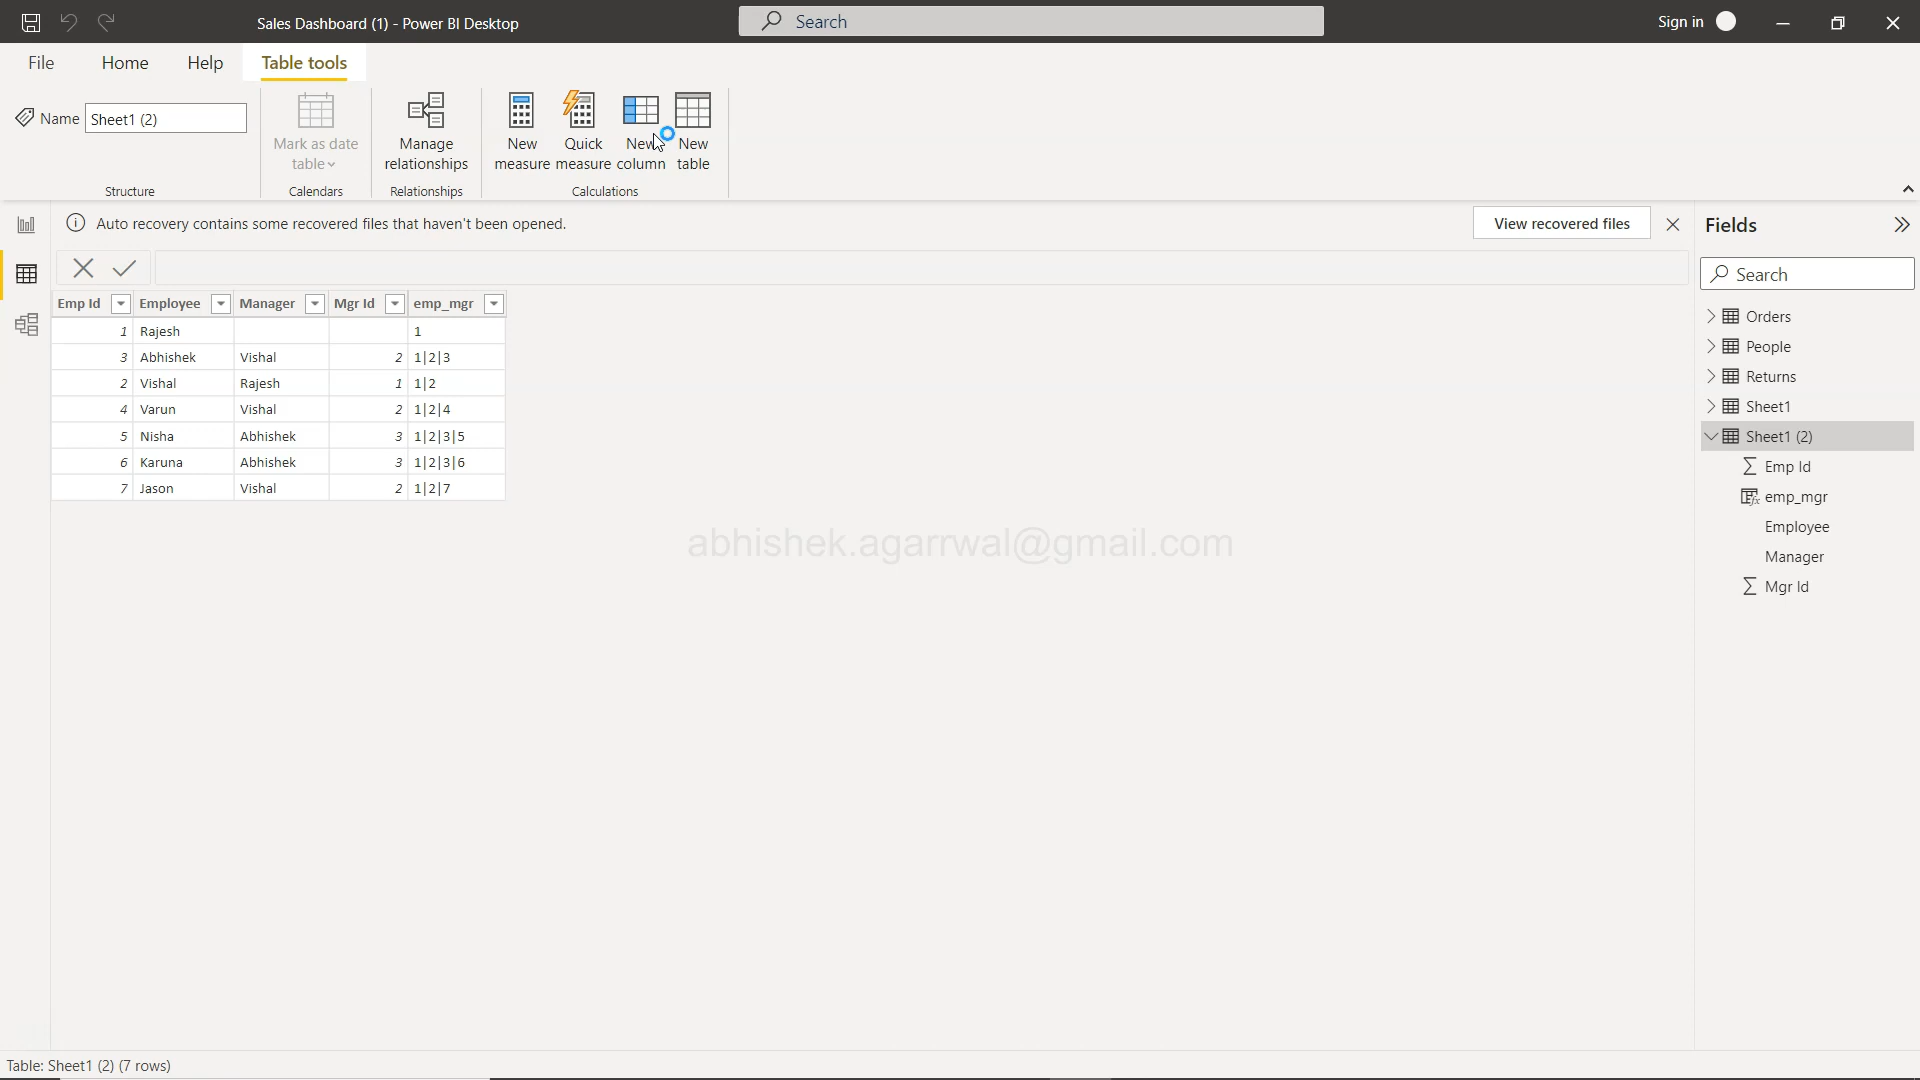 Sales Dashboard (1) - Power BI Desktop
Search
Sign in
File Home Help Table tools
Name Sheet1 (2)
Mark as date table
Manage relationships
New measure
Quick measure
New column
New table
Structure Calendars Relationships Calculations
Auto recovery contains some recovered files that haven't been opened.
View recovered files
Fields
Search
Emp Id Employee Manager Mgr Id emp_mgr
1 Rajesh 1
3 Abhishek Vishal 2 1|2|3
2 Vishal Rajesh 1 1|2
4 Varun Vishal 2 1|2|4
5 Nisha Abhishek 3 1|2|3|5
6 Karuna Abhishek 3 1|2|3|6
7 Jason Vishal 2 1|2|7
Orders
People
Returns
Sheet1
Sheet1 (2)
Emp Id
emp_mgr
Employee
Manager
Mgr Id
abhishek.agarrwal@gmail.com
Table: Sheet1 (2) (7 rows)